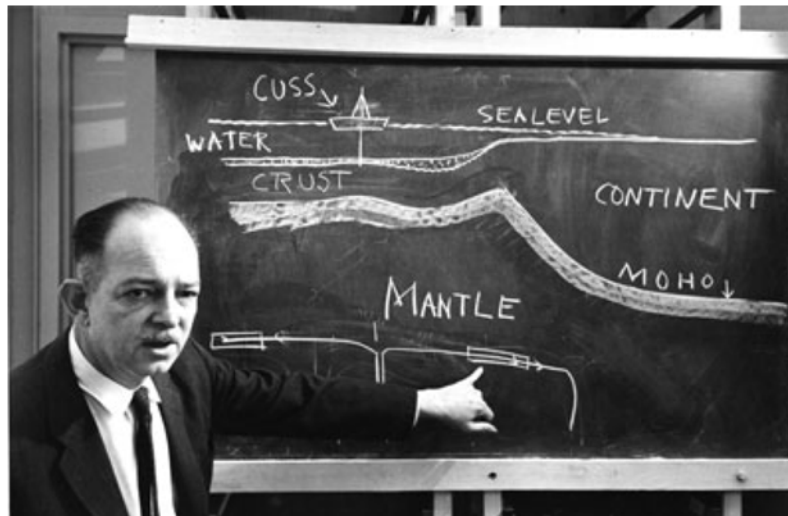 CUSS
SEALEVEL
WATER
CRUST
CONTINENT
MOHO
MANTLE